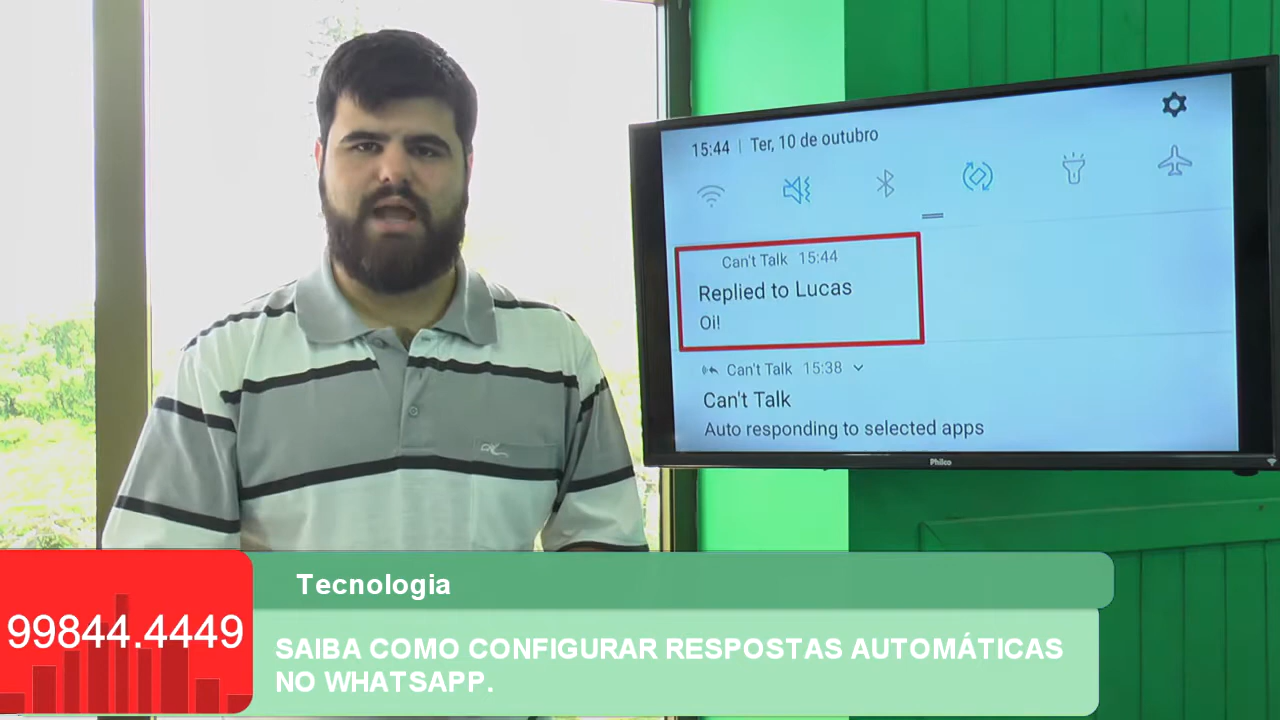 15:44 | Ter, 10 de outubro
Can't Talk 15:44
Replied to Lucas
Oi!
Can't Talk 15:38
Can't Talk
Auto responding to selected apps
Philco
Tecnologia
99844.4449
SAIBA COMO CONFIGURAR RESPOSTAS AUTOMÁTICAS
NO WHATSAPP.